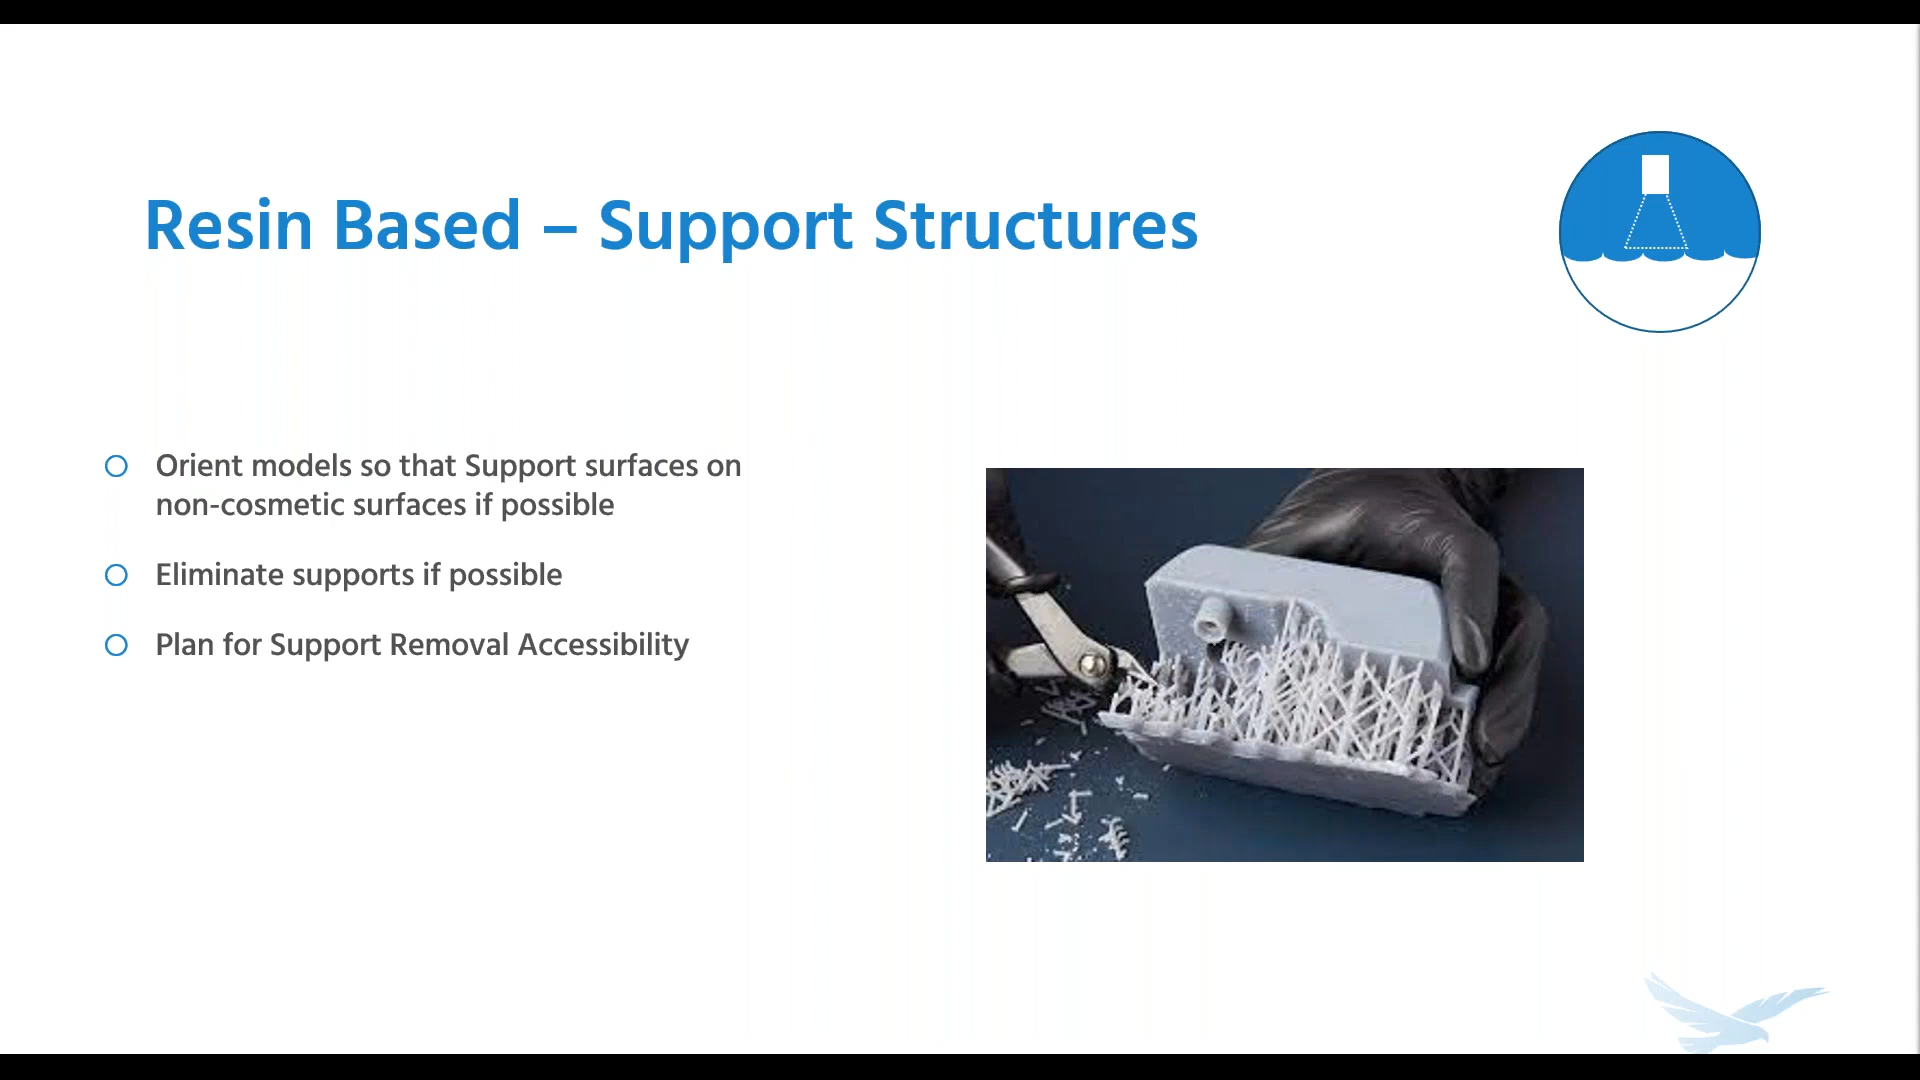 Resin Based – Support Structures
Orient models so that Support surfaces on
non-cosmetic surfaces if possible
Eliminate supports if possible
Plan for Support Removal Accessibility